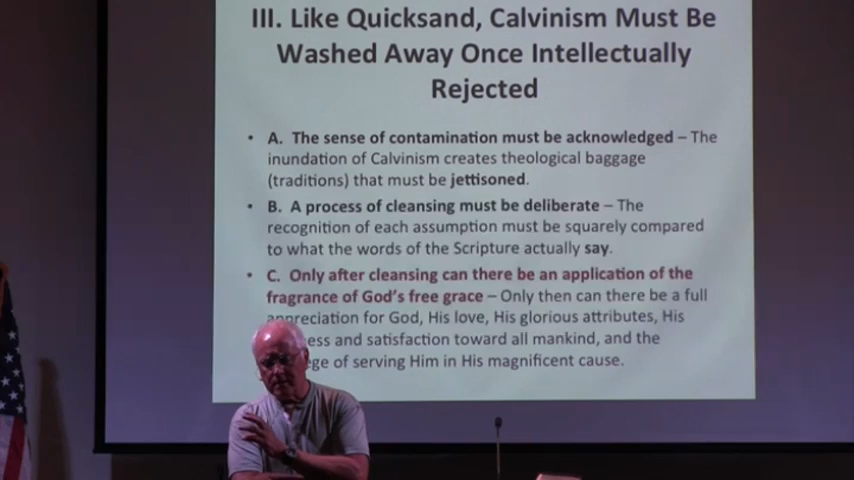 III. Like Quicksand, Calvinism Must Be
Washed Away Once Intellectually
Rejected
• A. The sense of contamination must be acknowledged – The
inundation of Calvinism creates theological baggage
(traditions) that must be jettisoned.
• B. A process of cleansing must be deliberate – The
recognition of each assumption must be squarely compared
to what the words of the Scripture actually say.
• C. Only after cleansing can there be an application of the
fragrance of God's free grace – Only then can there be a full
appreciation for God, His love, His glorious attributes, His
and satisfaction toward all mankind, and the
of serving Him in His magnificent cause.